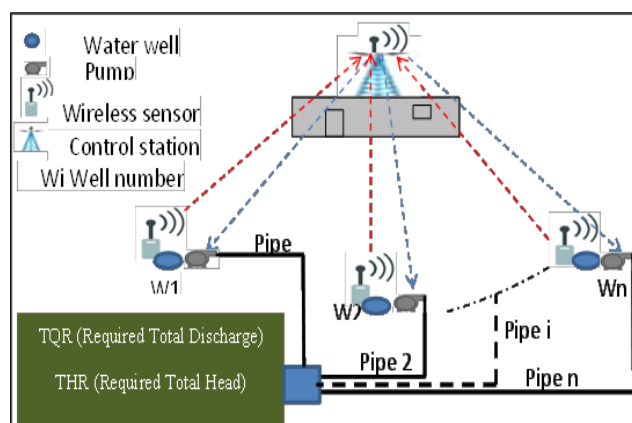 Water well
Pump
Wireless sensor
Control station
Wi Well number
Pipe
W1
W2
Wn
Pipe i
Pipe 2
Pipe n
TQR (Required Total Discharge)
THR (Required Total Head)